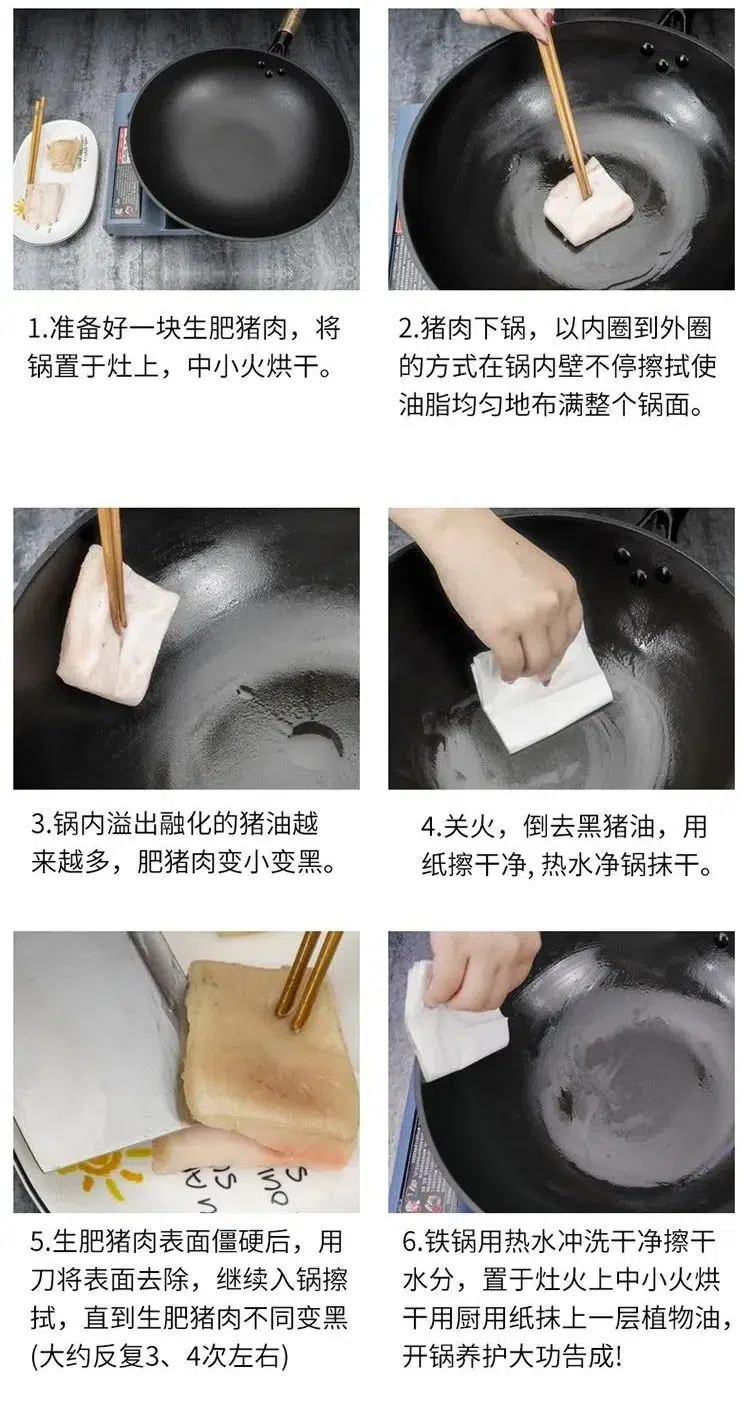 1.准备好一块生肥猪肉，将
锅置于灶上，中小火烘干。
2.猪肉下锅，以内圈到外圈
的方式在锅内壁不停擦拭使
油脂均匀地布满整个锅面。
3.锅内溢出融化的猪油越
来越多，肥猪肉变小变黑。
4.关火，倒去黑猪油，用
纸擦干净,热水净锅抹干。
5.生肥猪肉表面僵硬后，用
刀将表面去除，继续入锅擦
拭，直到生肥猪肉不同变黑
(大约反复3、4次左右)
6.铁锅用热水冲洗干净擦干
水分，置于灶火上中小火烘
干用厨用纸抹上一层植物油，
开锅养护大功告成!